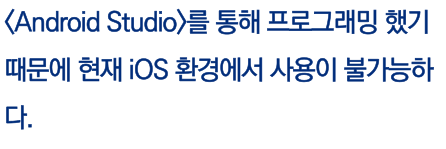 〈Android Studio〉를 통해 프로그래밍 했기
때문에 현재 iOS 환경에서 사용이 불가능하
다.